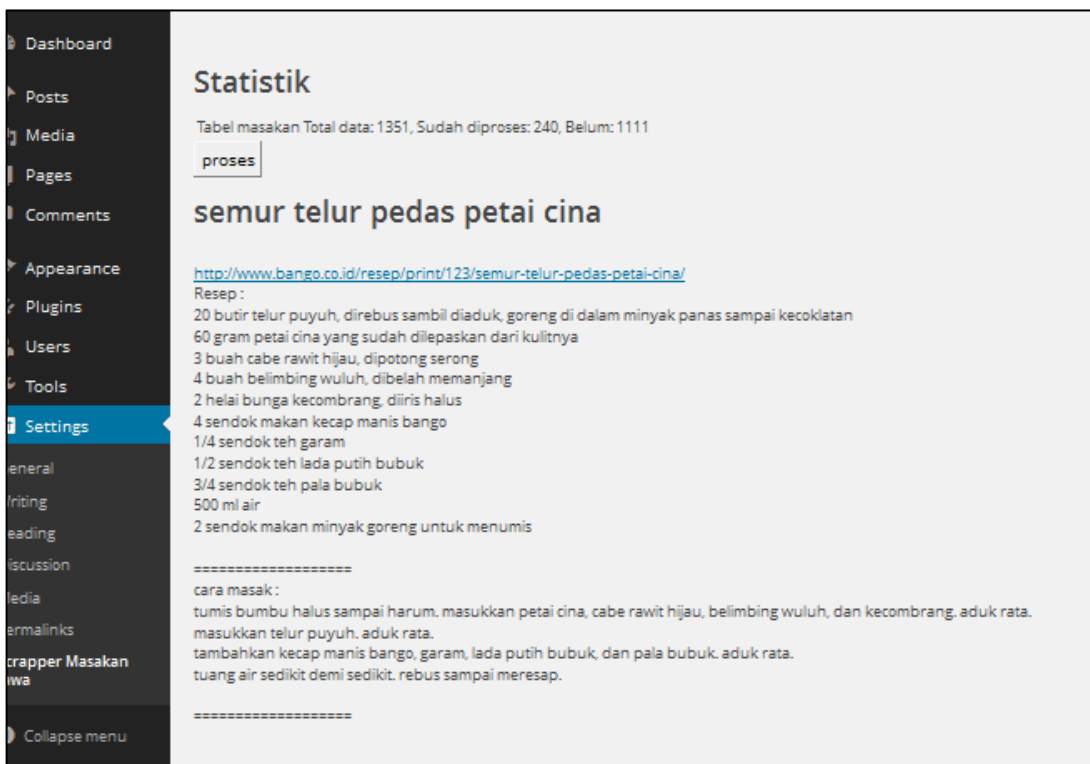 Dashboard
Posts
Media
Pages
Comments
Appearance
Plugins
Users
Tools
Settings
eneral
riting
eading
iscussion
edia
ermalinks
crapper Masakan
wa
Collapse menu
Statistik
Tabel masakan Total data: 1351, Sudah diproses: 240, Belum: 1111
proses
semur telur pedas petai cina
http://www.bango.co.id/resep/print/123/semur-telur-pedas-petai-cina/
Resep :
20 butir telur puyuh, direbus sambil diaduk, goreng di dalam minyak panas sampai kecoklatan
60 gram petai cina yang sudah dilepaskan dari kulitnya
3 buah cabe rawit hijau, dipotong serong
4 buah belimbing wuluh, dibelah memanjang
2 helai bunga kecombrang, diiris halus
4 sendok makan kecap manis bango
1/4 sendok teh garam
1/2 sendok teh lada putih bubuk
3/4 sendok teh pala bubuk
500 ml air
2 sendok makan minyak goreng untuk menumis
===================
cara masak :
tumis bumbu halus sampai harum. masukkan petai cina, cabe rawit hijau, belimbing wuluh, dan kecombrang. aduk rata.
masukkan telur puyuh. aduk rata.
tambahkan kecap manis bango, garam, lada putih bubuk, dan pala bubuk. aduk rata.
tuang air sedikit demi sedikit. rebus sampai meresap.
===================